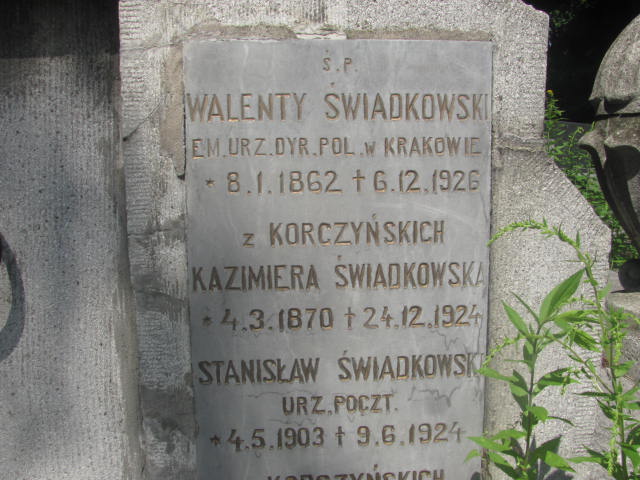 Ś.P.
WALENTY ŚWIADKOWSKI
EM.URZ.DYR.POL.w KRAKOWIE
* 8.1.1862 † 6.12.1926
z KORCZYŃSKICH
KAZIMIERA ŚWIADKOWSKA
* 4.3.1870 † 24.12.1924
STANISŁAW ŚWIADKOWSKI
URZ.POCZT.
* 4.5.1903 † 9.6.1924
KORCZYŃSKICH